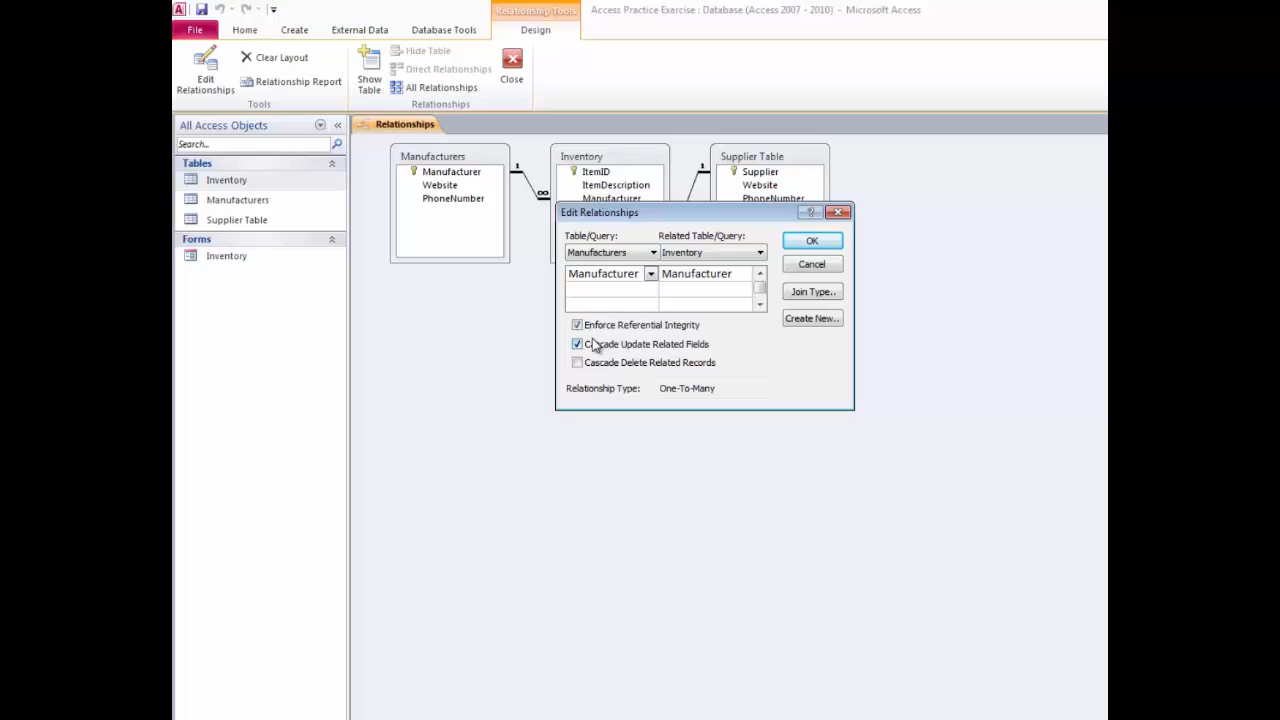 Relationship Tools
Access Practice Exercise : Database (Access 2007 - 2010) - Microsoft Access
File Home Create External Data Database Tools Design
Edit Relationships
Clear Layout
Relationship Report
Tools
Show Table
Hide Table
Direct Relationships
All Relationships
Relationships
Close
All Access Objects
Search...
Tables
Inventory
Manufacturers
Supplier Table
Forms
Inventory
Relationships
Manufacturers
Manufacturer
Website
PhoneNumber
1
∞
Inventory
ItemID
ItemDescription
Manufacturer
1
Supplier Table
Supplier
Website
PhoneNumber
Edit Relationships
Table/Query: Related Table/Query:
Manufacturers Inventory
Manufacturer Manufacturer
Enforce Referential Integrity
Cascade Update Related Fields
Cascade Delete Related Records
Relationship Type: One-To-Many
OK
Cancel
Join Type..
Create New..